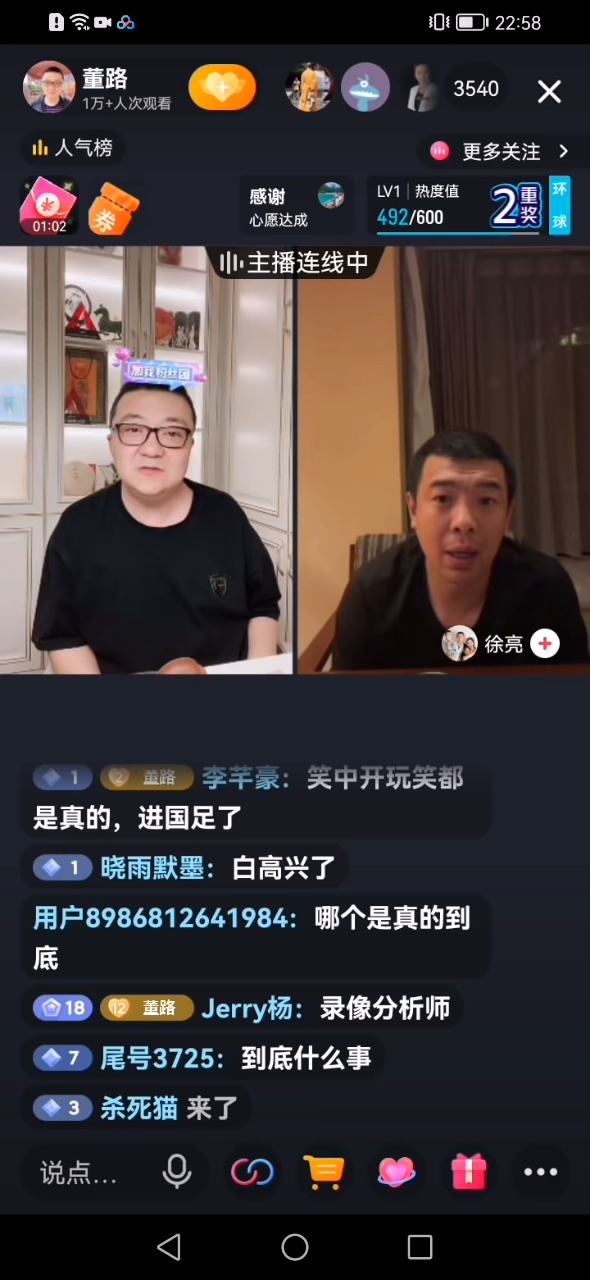 22:58
董路
1万+人次观看
3540
人气榜
更多关注
01:02
券
感谢
心愿达成
LV1 | 热度值
492/600
2重奖
环球
主播连线中
加我粉丝团
徐亮
1 2 董路 李芊豪：笑中开玩笑都
是真的，进国足了
1 晓雨默墨：白高兴了
用户8986812641984：哪个是真的到
底
18 12 董路 Jerry杨：录像分析师
7 尾号3725：到底什么事
3 杀死猫 来了
说点...